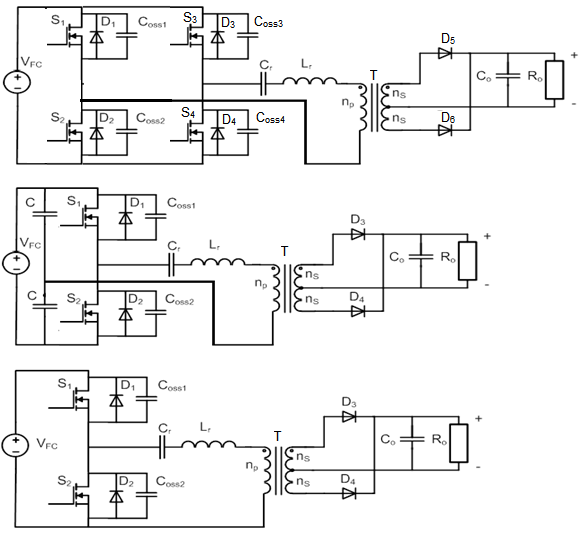 S1 D1 Coss1 S3 D3 Coss3
VFC Cr Lr T D5
np nS Co Ro +
S2 D2 Coss2 S4 D4 Coss4 nS D6 -
C S1 D1 Coss1
VFC Cr Lr T D3
np nS Co Ro +
C S2 D2 Coss2 nS D4 -
S1 D1 Coss1
VFC Cr Lr T D3
np nS Co Ro +
S2 D2 Coss2 nS D4 -